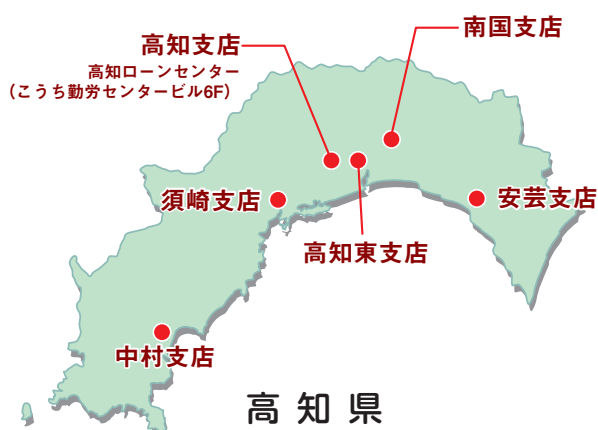 南国支店
高知支店
高知ローンセンター
（こうち勤労センタービル6F）
須崎支店
安芸支店
高知東支店
中村支店
高知県